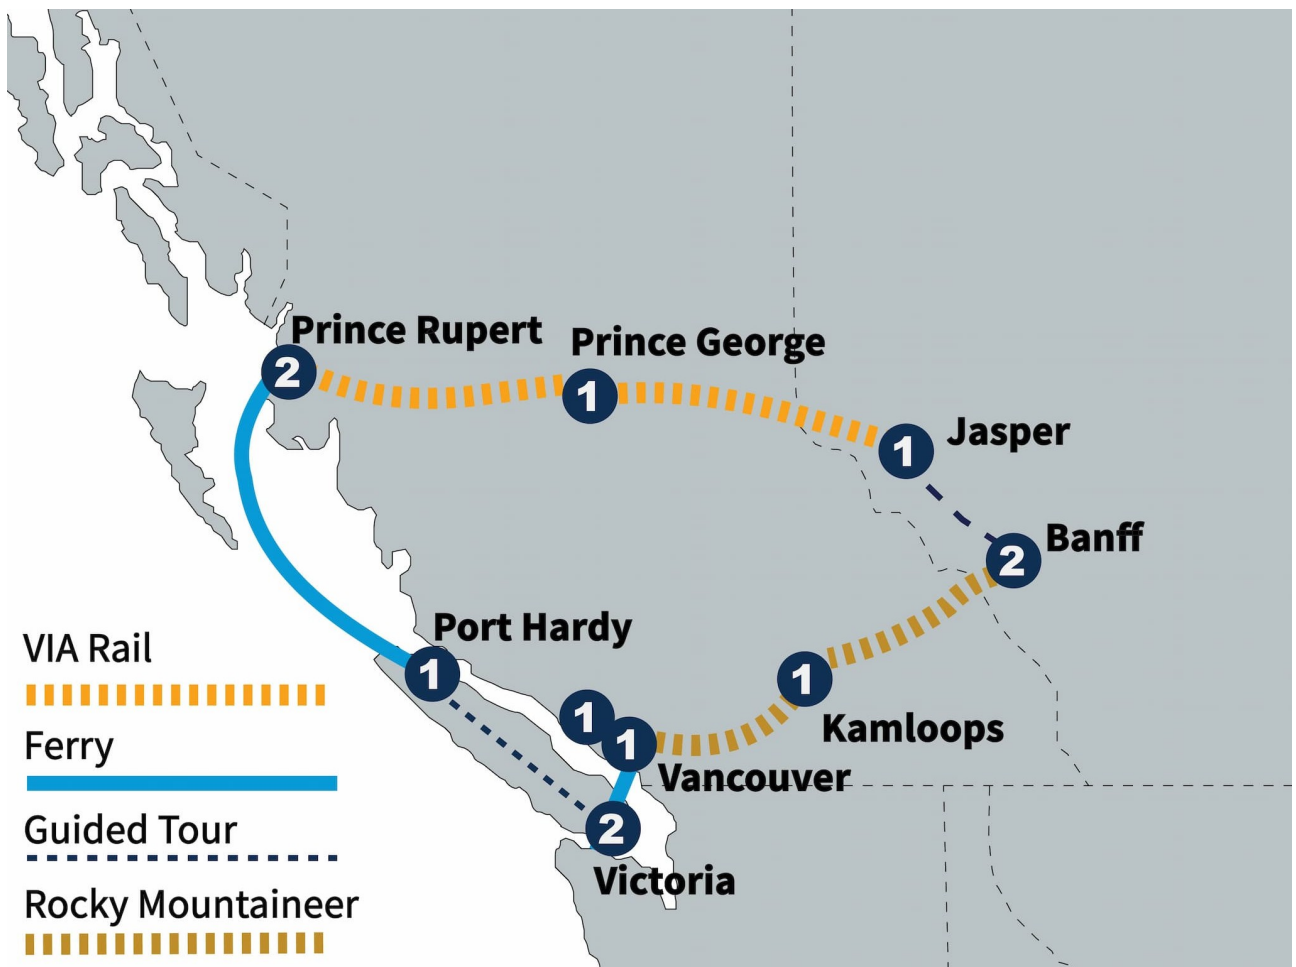 Prince Rupert
Prince George
2
1
Jasper
1
Banff
2
Port Hardy
VIA Rail
1
1
Kamloops
1
1
Vancouver
Ferry
Guided Tour
2
Victoria
Rocky Mountaineer